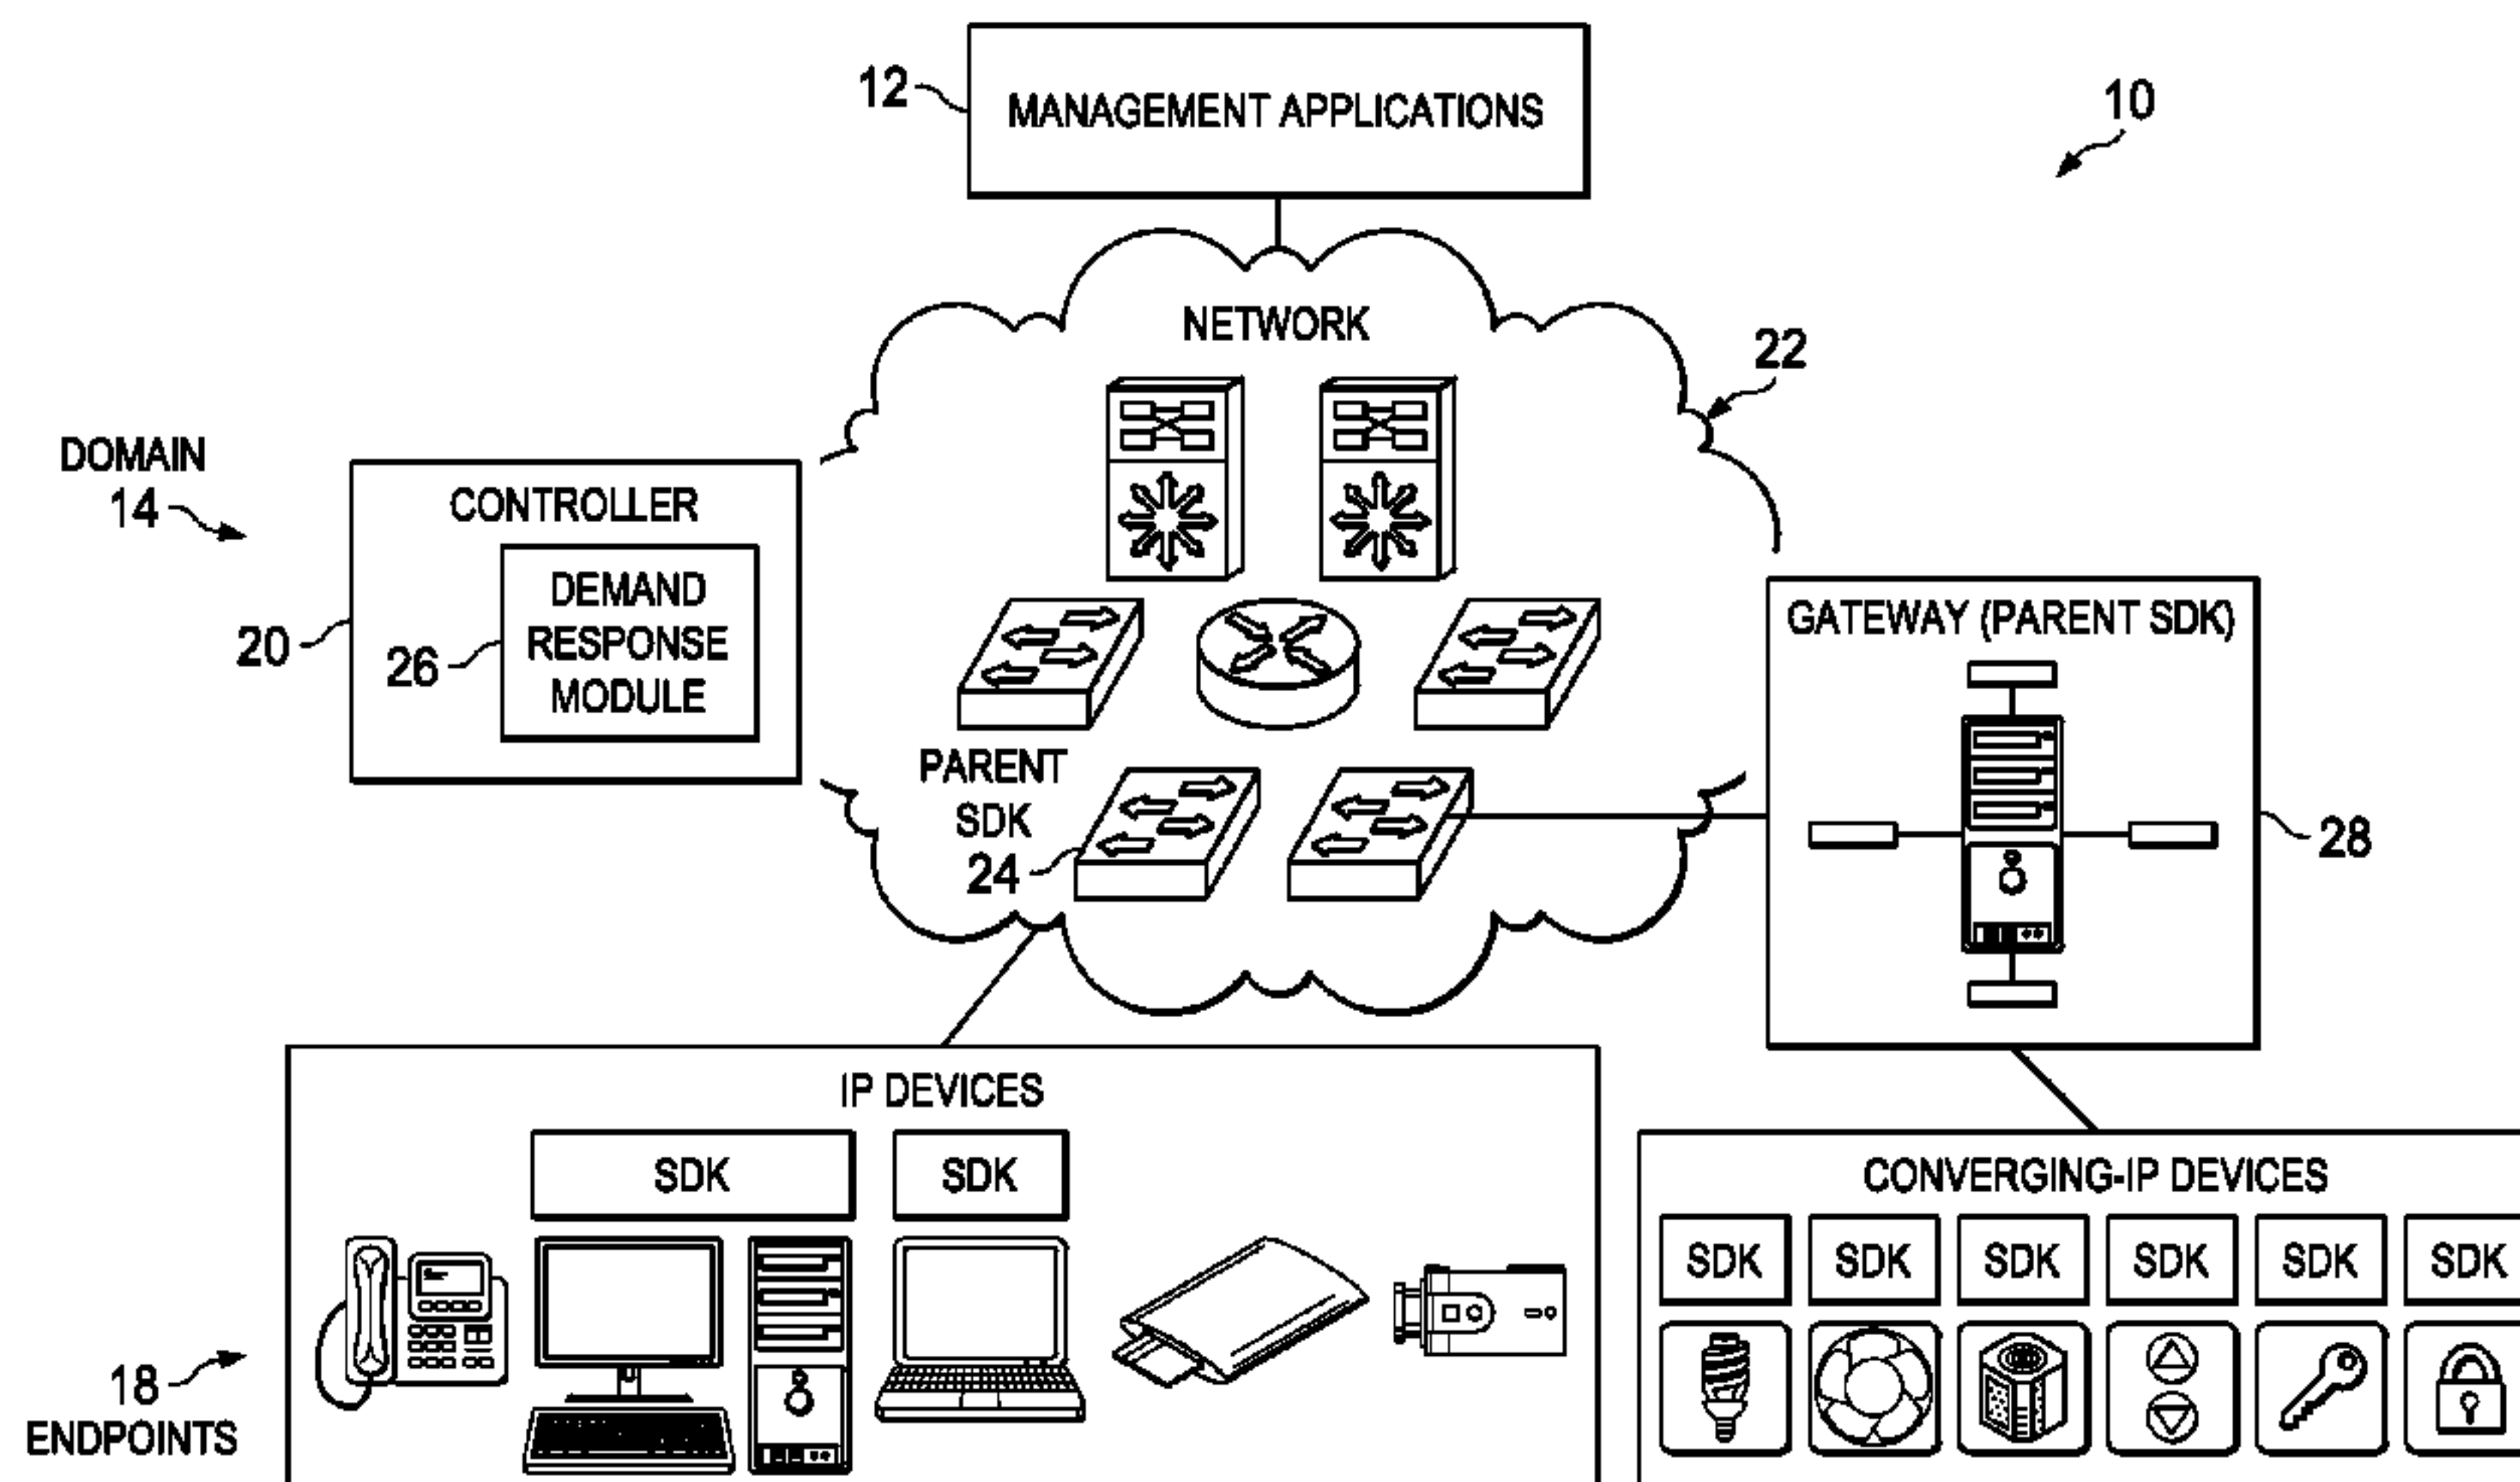 12
MANAGEMENT APPLICATIONS
10
NETWORK
22
DOMAIN
14
CONTROLLER
DEMAND
RESPONSE
MODULE
20
26
GATEWAY (PARENT SDK)
PARENT
SDK
24
28
IP DEVICES
SDK
SDK
CONVERGING-IP DEVICES
SDK
SDK
SDK
SDK
SDK
SDK
18
ENDPOINTS